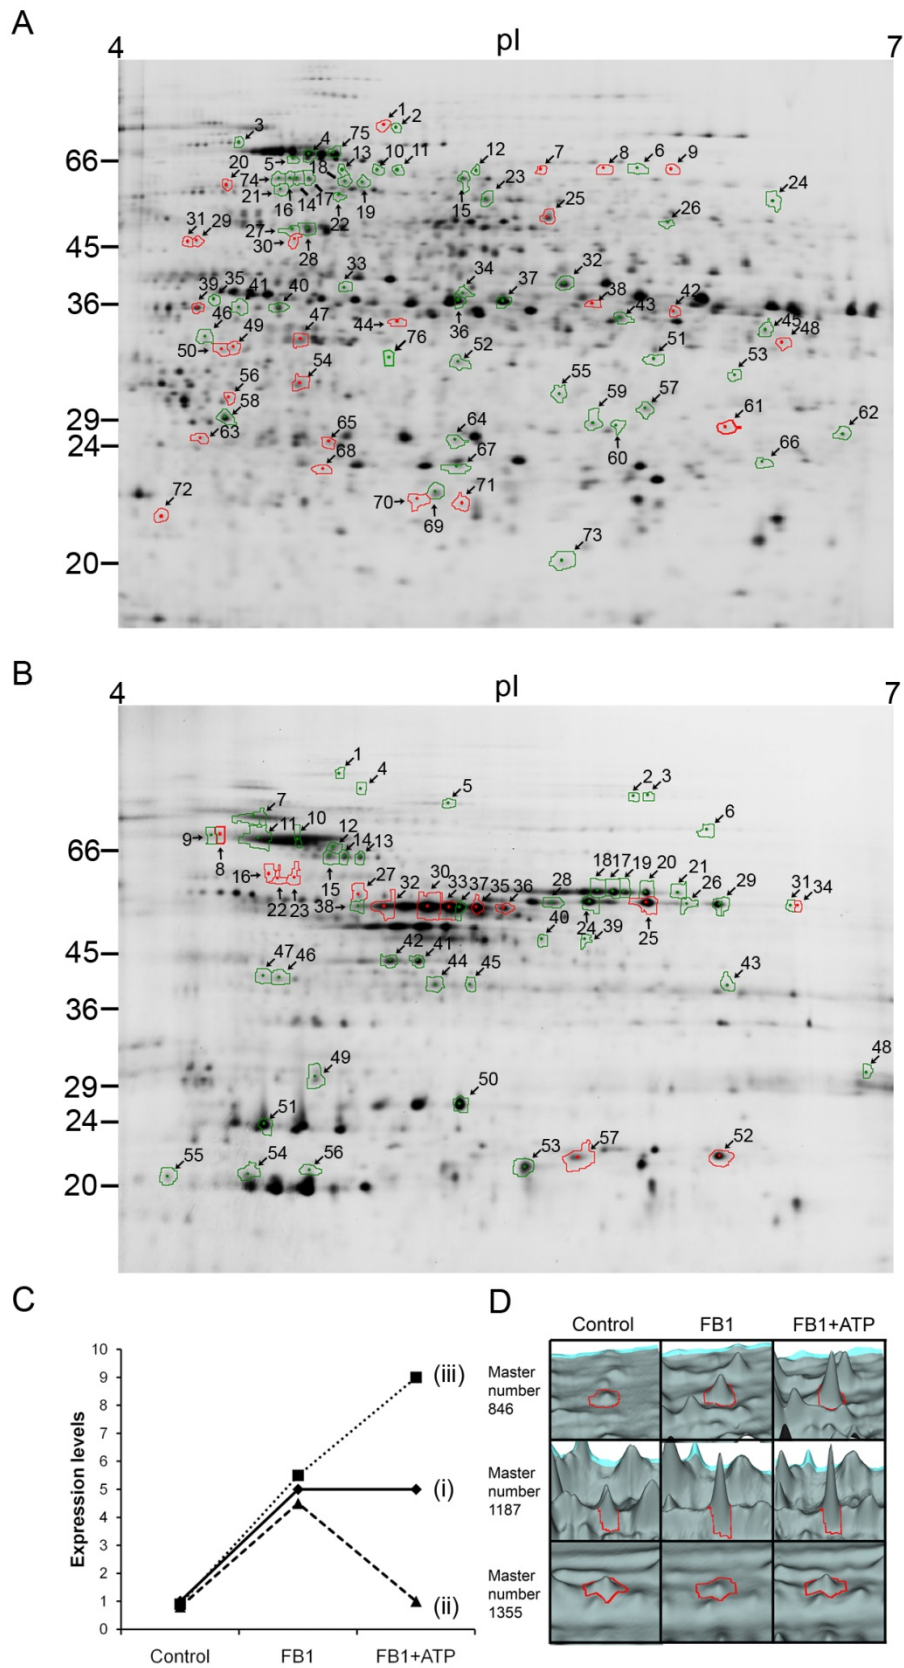 A
pI
4 7
1 2
3 4 75
66 5 18 13 10 11 12 7 8 6 9
20 74 23 24
21 16 14 17 22 19 15 25 26
31 29 27
45 30 28
33 34 37 32
39 35 41 40 38 43 42
36 36
46 47 44 45 48
50 49 76 52 51 53
54 55
56 59 57
58 61 62
29 63 65 64 60
24 68 67 66
72 70 71
69
20 73
B
pI
4 7
1 4 5 2 3
7 6
9 11 10 12
8 14 13
66
16 15 27 32 30 33 37 35 36 28 18 17 19 20 21 26 29 31 34
22 23 38
40 24 39 25
45 47 46 42 41 44 45 43
36
49 48
29 50
24 51
55 54 56 53 57 52
20
C
Expression levels
10
9
8
7
6
5
4
3
2
1
0
(iii)
(i)
(ii)
Control FB1 FB1+ATP
D
Control FB1 FB1+ATP
Master
number
846
Master
number
1187
Master
number
1355